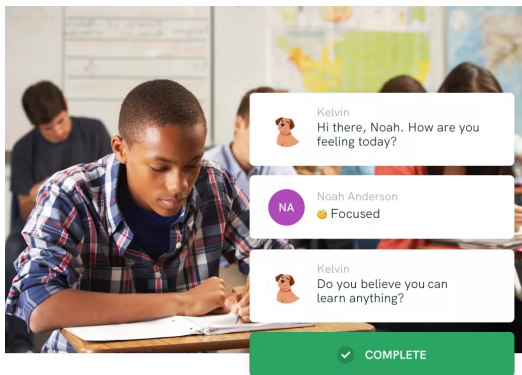 Kelvin
Hi there, Noah. How are you
feeling today?
NA
Noah Anderson
Focused
Kelvin
Do you believe you can
learn anything?
COMPLETE